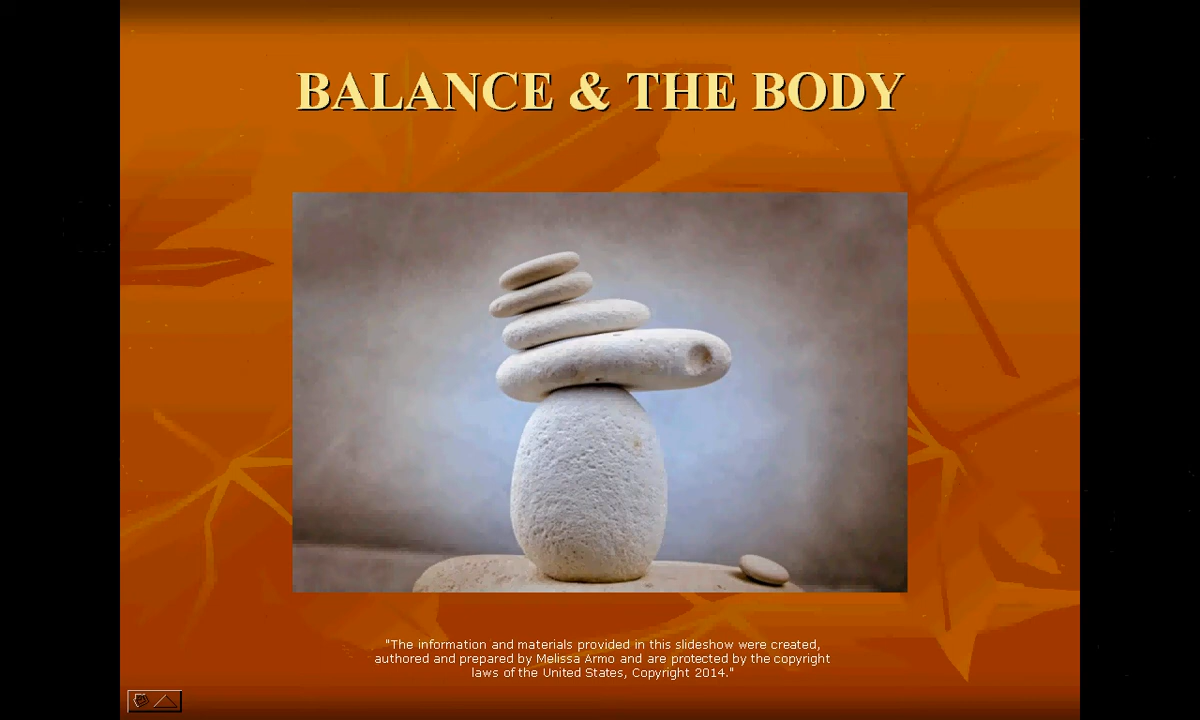 BALANCE & THE BODY
"The information and materials provided in this slideshow were created,
authored and prepared by Melissa Armo and are protected by the copyright
laws of the United States, Copyright 2014."